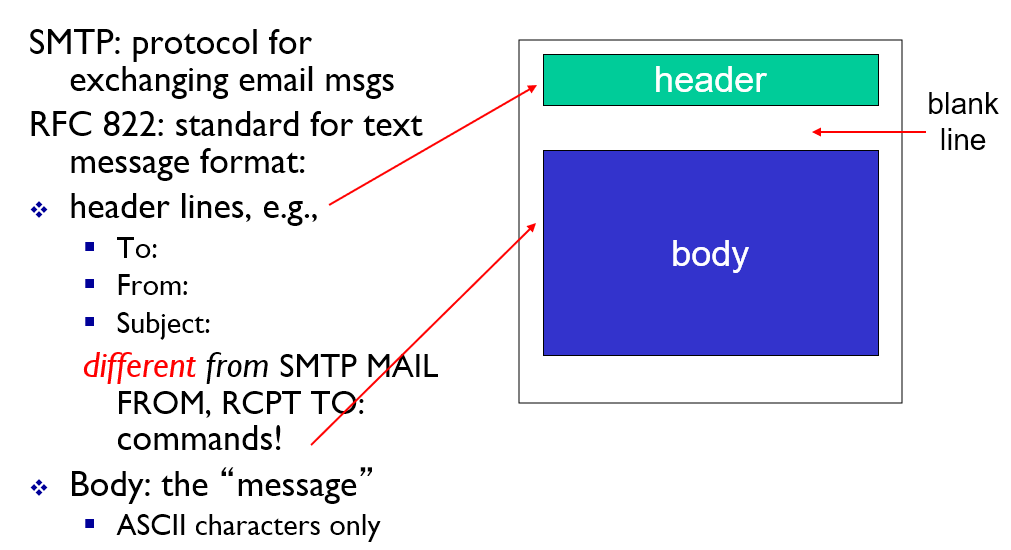 SMTP: protocol for
exchanging email msgs
RFC 822: standard for text
message format:
header lines, e.g.,
To:
From:
Subject:
different from SMTP MAIL
FROM, RCPT TO:
commands!
Body: the “message”
ASCII characters only
header
blank
line
body